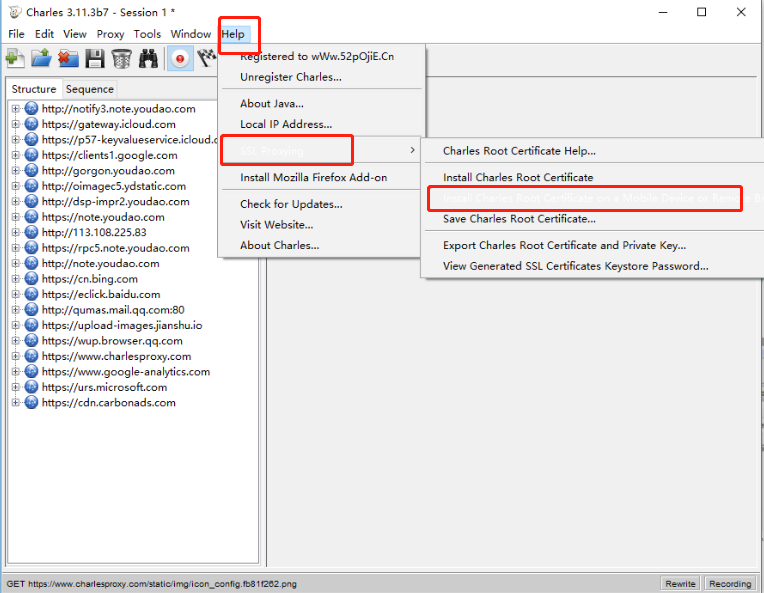 Charles 3.11.3b7 - Session 1 *
File Edit View Proxy Tools Window Help
Registered to wWw.52pOjiE.Cn
Unregister Charles...
About Java...
Local IP Address...
SSL Proxying
Install Mozilla Firefox Add-on
Check for Updates...
Visit Website...
About Charles...
Charles Root Certificate Help...
Install Charles Root Certificate
Install Charles Root Certificate on a Mobile Device or Remote
Save Charles Root Certificate...
Export Charles Root Certificate and Private Key...
View Generated SSL Certificates Keystore Password...
Structure Sequence
http://notify3.note.youdao.com
https://gateway.icloud.com
https://p57-keyvalueservice.icloud.c
https://clients1.google.com
http://gorgon.youdao.com
http://oimagec5.ydstatic.com
http://dsp-impr2.youdao.com
https://note.youdao.com
http://113.108.225.83
https://rpc5.note.youdao.com
http://note.youdao.com
https://cn.bing.com
https://eclick.baidu.com
http://qumas.mail.qq.com:80
https://upload-images.jianshu.io
https://wup.browser.qq.com
https://www.charlesproxy.com
https://www.google-analytics.com
https://urs.microsoft.com
https://cdn.carbonads.com
GET https://www.charlesproxy.com/static/img/icon_config.fb81f262.png
Rewrite Recording